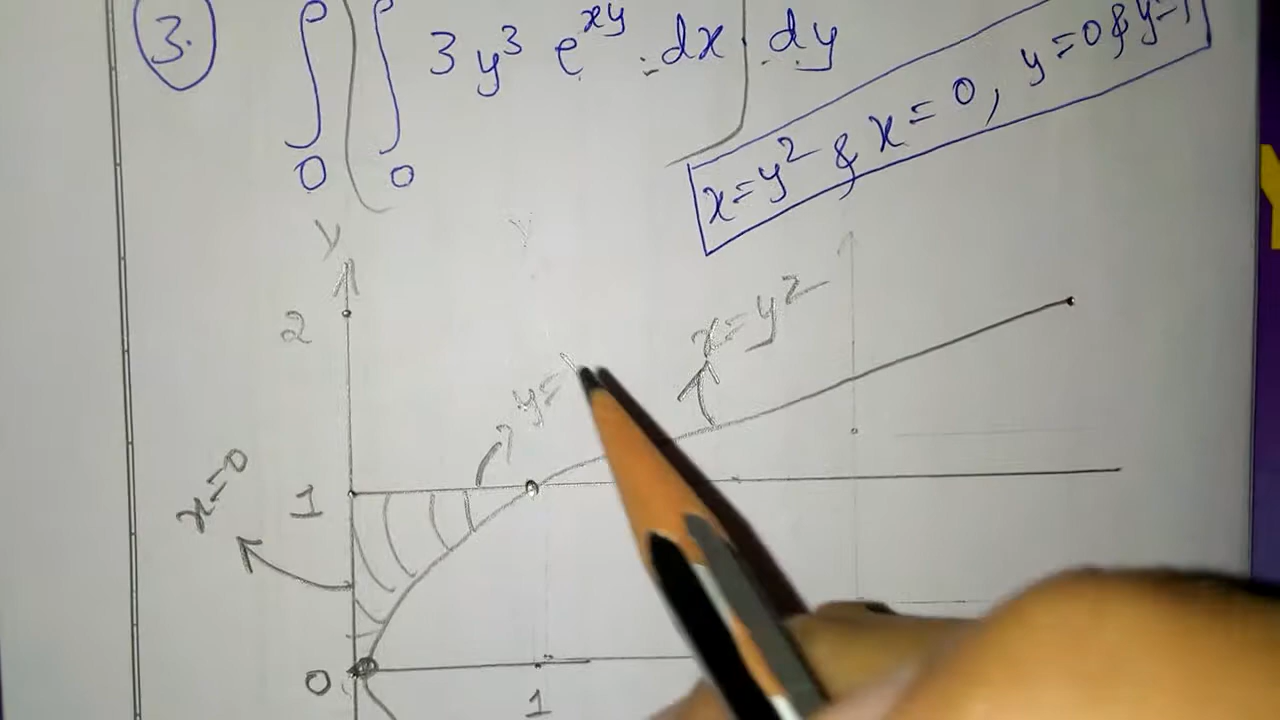 3.
∫ ∫ 3y³ e^{xy} . dx . dy
0 0
x=y² & x=0, y=0 & y=1
y
2
x=y²
y=
x=0
1
0
1